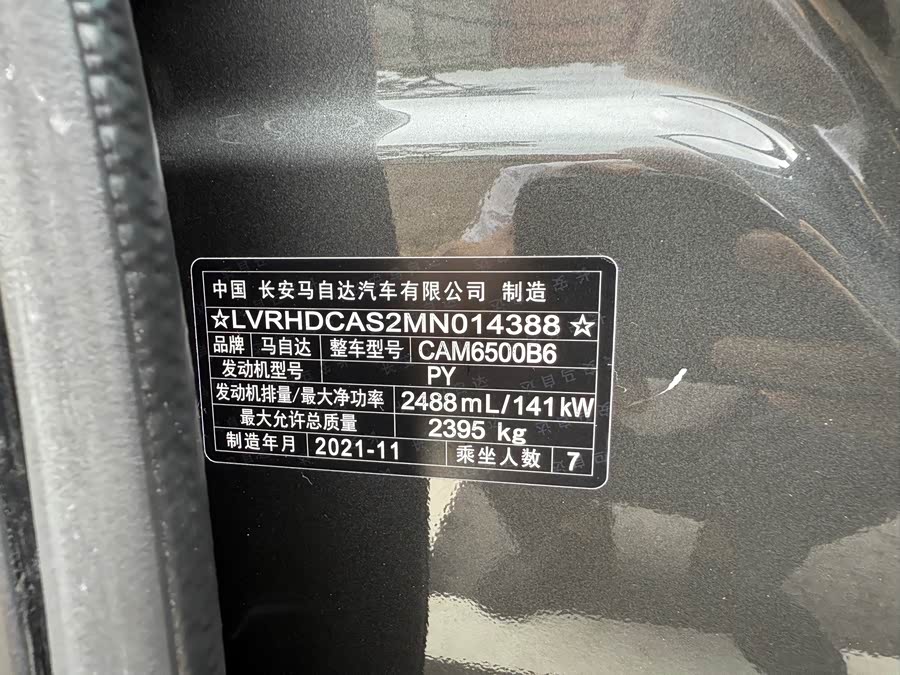 中国 长安马自达汽车有限公司 制造
☆LVRHDCAS2MN014388☆
品牌 马自达 整车型号 CAM6500B6
发动机型号 PY
发动机排量/最大净功率 2488mL/141kW
最大允许总质量 2395 kg
制造年月 2021-11 乘坐人数 7